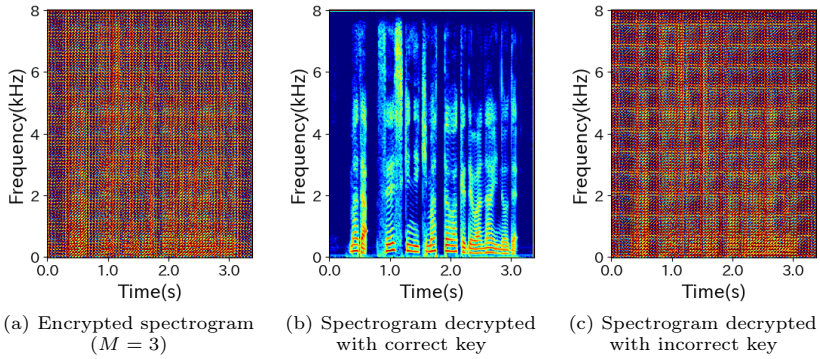 8
6
4
2
0
Frequency(kHz)
0.0 1.0 2.0 3.0
Time(s)
(a) Encrypted spectrogram
(M = 3)
8
6
4
2
0
Frequency(kHz)
0.0 1.0 2.0 3.0
Time(s)
(b) Spectrogram decrypted
with correct key
8
6
4
2
0
Frequency(kHz)
0.0 1.0 2.0 3.0
Time(s)
(c) Spectrogram decrypted
with incorrect key